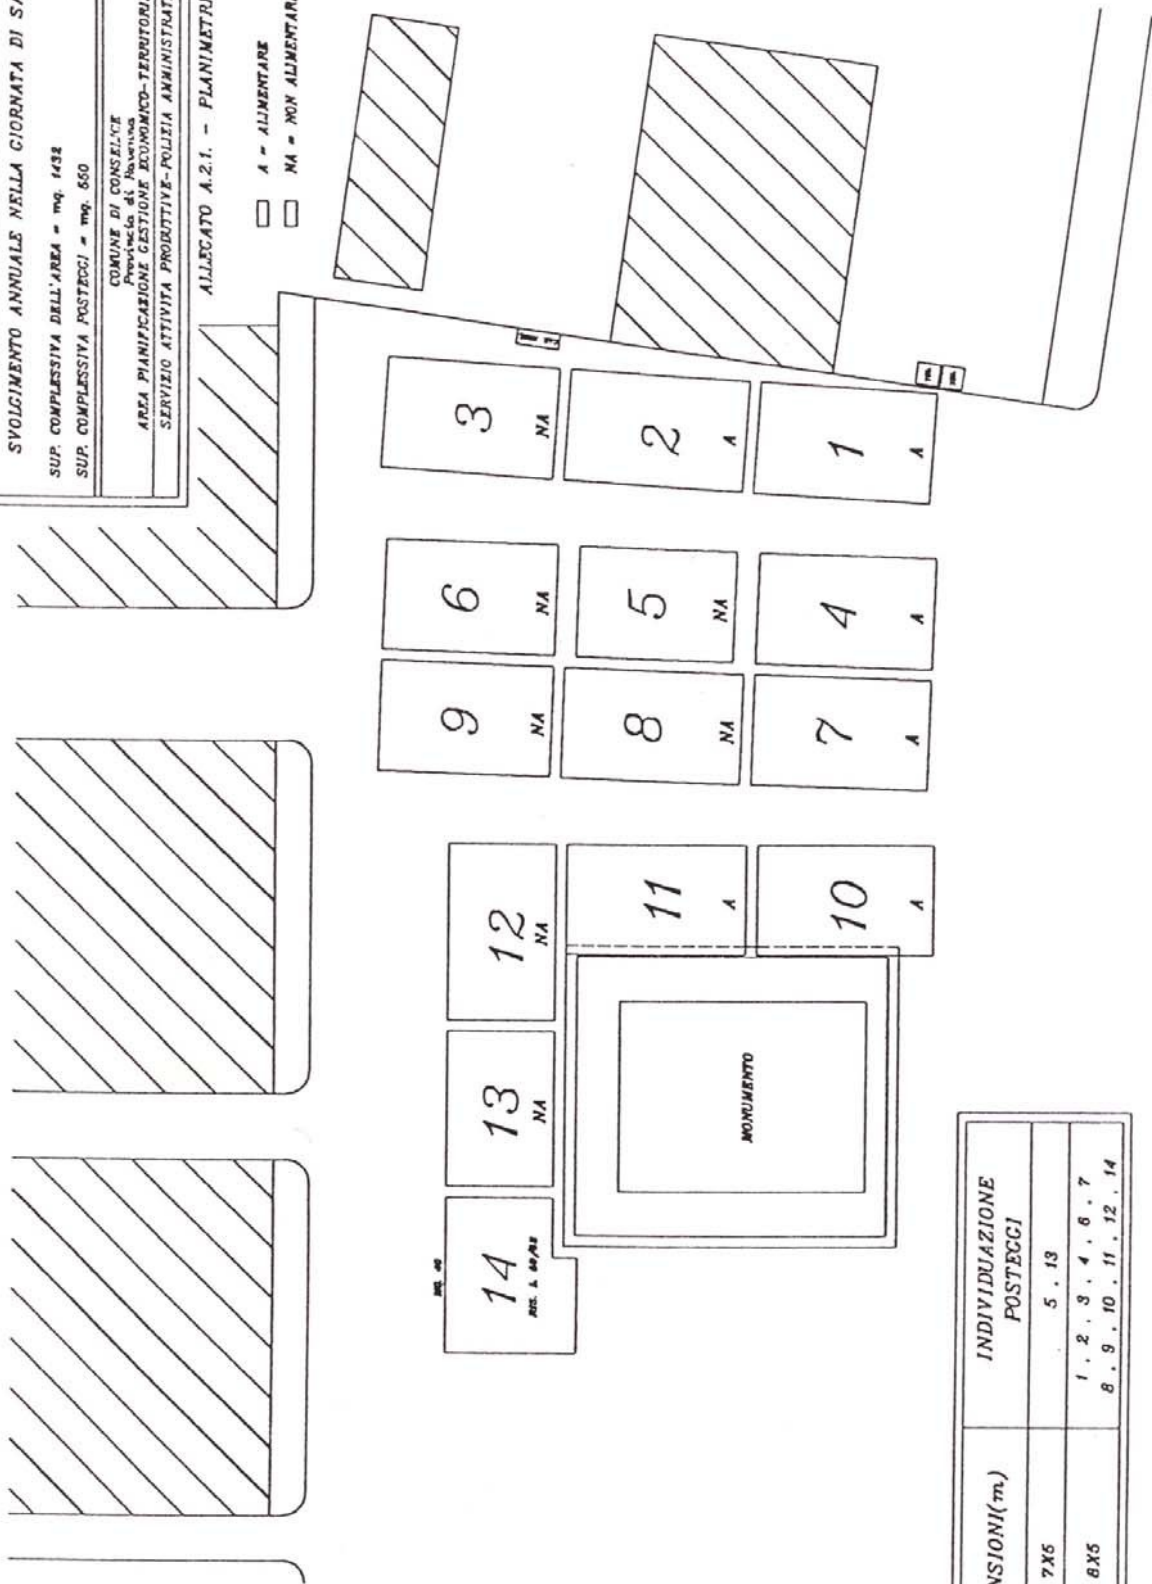 SVOLGIMENTO ANNUALE NELLA GIORNATA DI
SUP. COMPLESSIVA DELL'AREA = mq. 1432
SUP. COMPLESSIVA POSTEGGI = mq. 550
COMUNE DI CONSELICE
Provincia di Ravenna
AREA PIANIFICAZIONE GESTIONE ECONOMICO-TERRITORI
SERVIZIO ATTIVITA PRODUTTIVE-POLIZIA AMMINISTRAT
ALLEGATO A.2.1. - PLANIMETRI
A = ALIMENTARE
NA = NON ALIMENTAR
3
NA
2
A
1
A
6
NA
5
NA
4
A
9
NA
8
NA
7
A
12
NA
11
A
10
A
13
NA
14
MONUMENTO
NSIONI(m)
INDIVIDUAZIONE
POSTEGGI
7X5
5 , 13
8X5
1 , 2 , 3 , 4 , 6 , 7
8 , 9 , 10 , 11 , 12 , 14